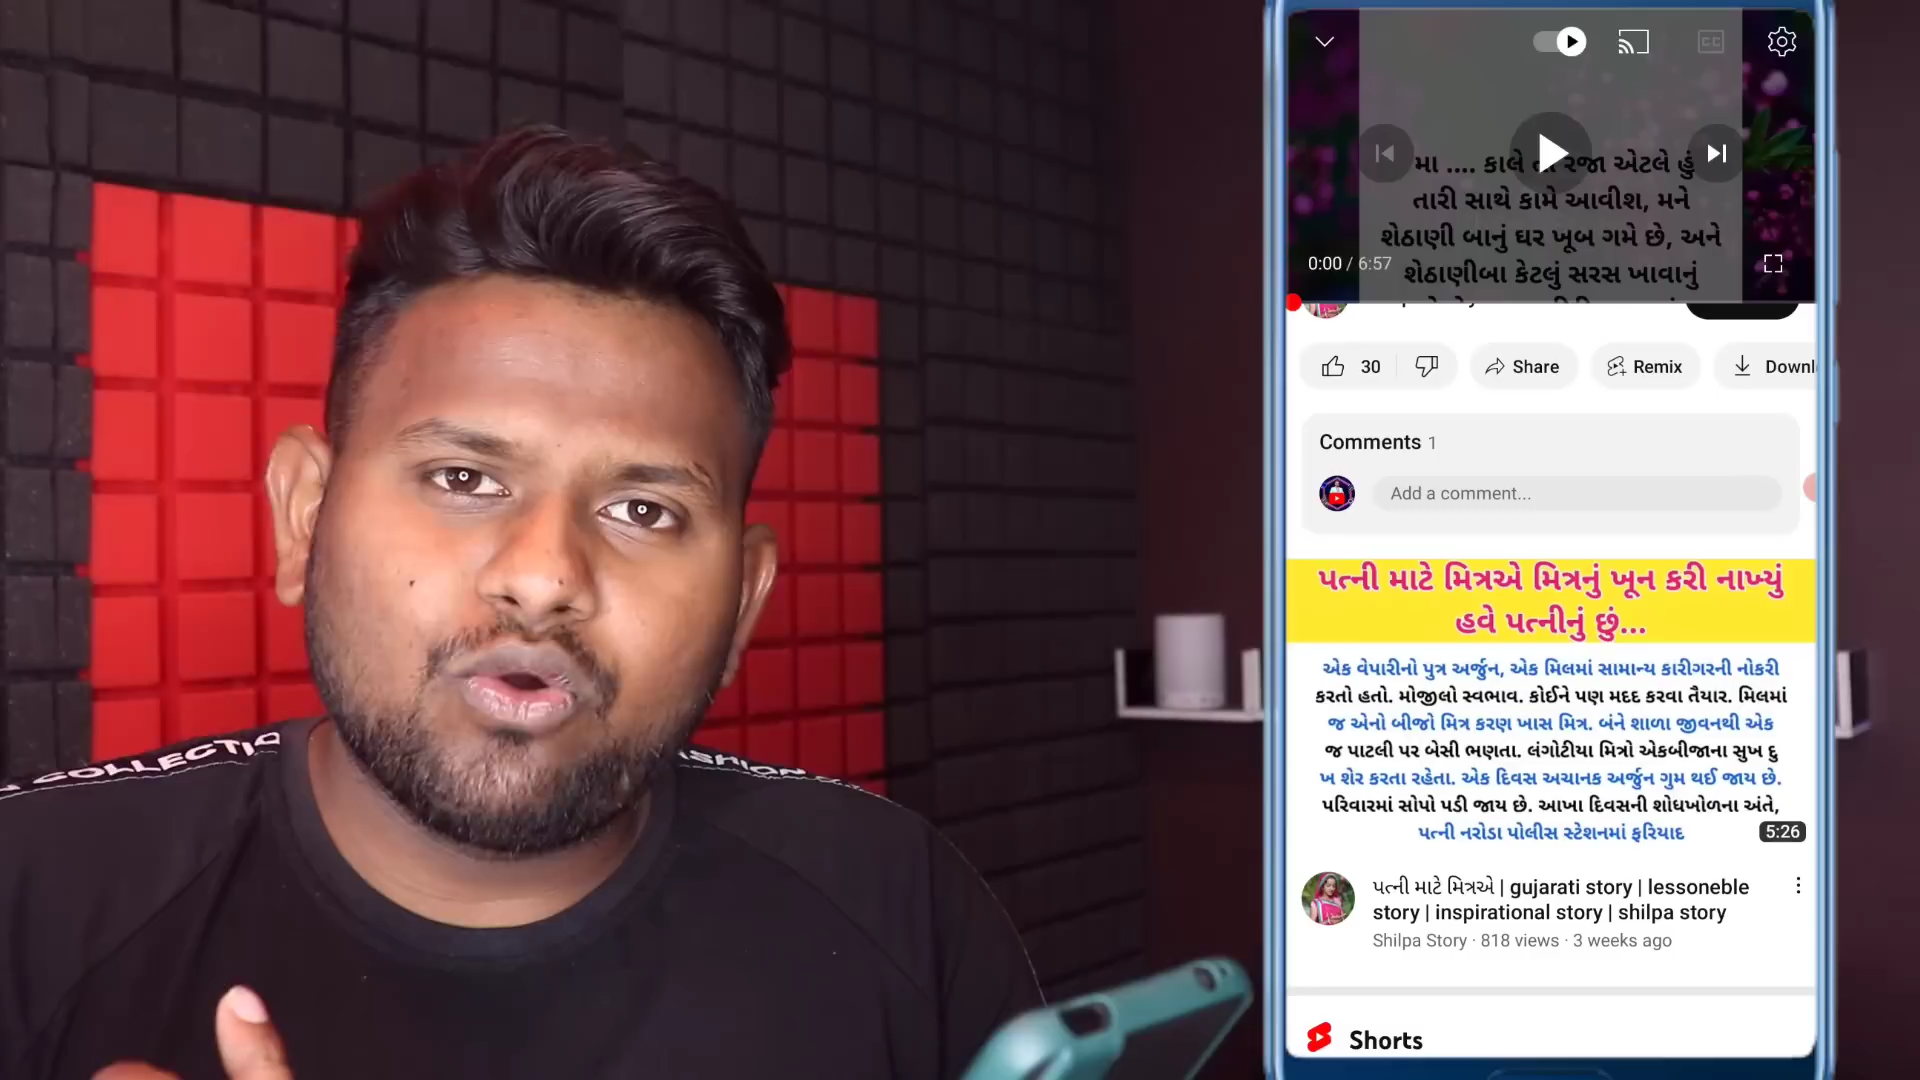 COLLECTIO
ASHION
CC
મા .... કાલે તો રજા એટલે હું
તારી સાથે કામે આવીશ, મને
શેઠાણી બાનું ઘર ખૂબ ગમે છે, અને
0:00 / 6:57
શેઠાણીબા કેટલું સરસ ખાવાનું
30
Share
Remix
Downl
Comments 1
Add a comment...
પત્ની માટે મિત્રએ મિત્રનું ખૂન કરી નાખ્યું
હવે પત્નીનું છું...
એક વેપારીનો પુત્ર અર્જુન, એક મિલમાં સામાન્ય કારીગરની નોકરી
કરતો હતો. મોજીલો સ્વભાવ. કોઈને પણ મદદ કરવા તૈયાર. મિલમાં
જ એનો બીજો મિત્ર કરણ ખાસ મિત્ર. બંને શાળા જીવનથી એક
જ પાટલી પર બેસી ભણતા. લંગોટીયા મિત્રો એકબીજાના સુખ દુ
ખ શેર કરતા રહેતા. એક દિવસ અચાનક અર્જુન ગુમ થઈ જાય છે.
પરિવારમાં સોપો પડી જાય છે. આખા દિવસની શોધખોળના અંતે,
પત્ની નરોડા પોલીસ સ્ટેશનમાં ફરિયાદ
5:26
પત્ની માટે મિત્રએ | gujarati story | lessoneble
story | inspirational story | shilpa story
Shilpa Story · 818 views · 3 weeks ago
Shorts